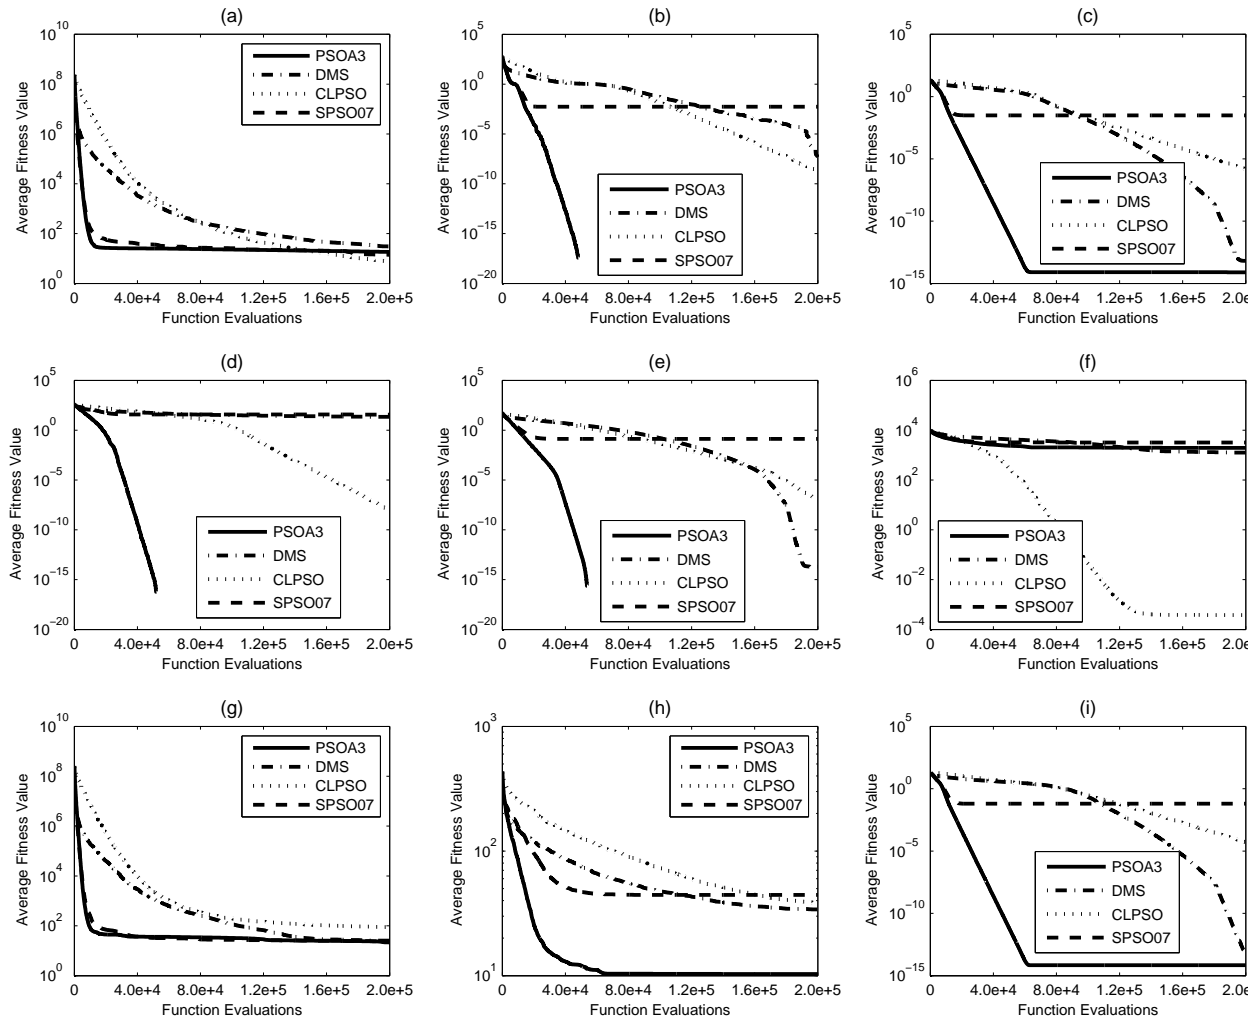 (a)
Average Fitness Value
10^10
10^8
10^6
10^4
10^2
10^0
PSOA3
DMS
CLPSO
SPSO07
0 4.0e+4 1.2e+5 2.0e+5
Function Evaluations
(b)
Average Fitness Value
10^5
10^0
10^−5
10^−10
10^−15
10^−20
PSOA3
DMS
CLPSO
SPSO07
0 4.0e+4 8.0e+4 1.2e+5 1.6e+5 2.0e+5
Function Evaluations
(c)
Average Fitness Value
10^5
10^0
10^−5
10^−10
10^−15
PSOA3
DMS
CLPSO
SPSO07
0 4.0e+4 1.2e+5 2.0e
Function Evaluations
(d)
Average Fitness Value
10^5
10^0
10^−5
10^−10
10^−15
10^−20
PSOA3
DMS
CLPSO
SPSO07
0 4.0e+4 1.2e+5 2.0e+5
Function Evaluations
(e)
Average Fitness Value
10^5
10^0
10^−5
10^−10
10^−15
10^−20
PSOA3
DMS
CLPSO
SPSO07
0 4.0e+4 8.0e+4 1.2e+5 1.6e+5 2.0e+5
Function Evaluations
(f)
Average Fitness Value
10^6
10^4
10^2
10^0
10^−2
10^−4
PSOA3
DMS
CLPSO
SPSO07
0 4.0e+4 8.0e+4 1.2e+5 1.6e+5 2.0e
Function Evaluations
(g)
Average Fitness Value
10^10
10^8
10^6
10^4
10^2
10^0
PSOA3
DMS
CLPSO
SPSO07
0 4.0e+4 8.0e+4 1.2e+5 1.6e+5 2.0e+5
Function Evaluations
(h)
Average Fitness Value
10^3
10^2
10^1
PSOA3
DMS
CLPSO
SPSO07
0 4.0e+4 8.0e+4 1.2e+5 1.6e+5 2.0e+5
Function Evaluations
(i)
Average Fitness Value
10^5
10^0
10^−5
10^−10
10^−15
PSOA3
DMS
CLPSO
SPSO07
0 4.0e+4 8.0e+4 1.2e+5 1.6e+5 2.0e
Function Evaluations